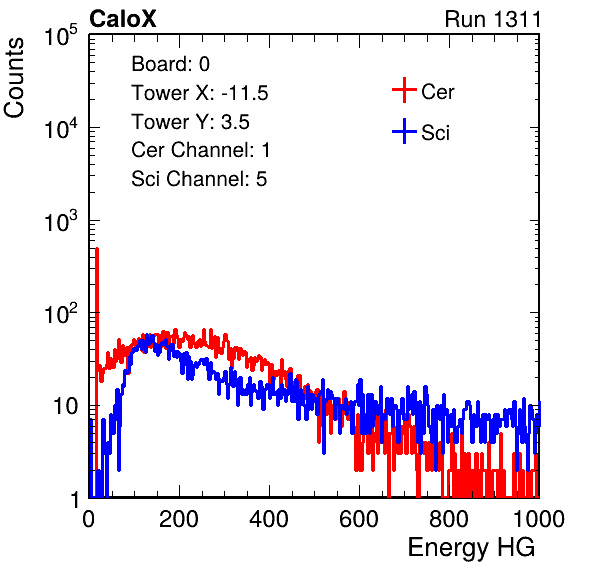 CaloX Run 1311
Counts
10^5
10^4
10^3
10^2
10
1
Board: 0
Tower X: -11.5
Tower Y: 3.5
Cer Channel: 1
Sci Channel: 5
Cer
Sci
0 200 400 600 800 1000
Energy HG